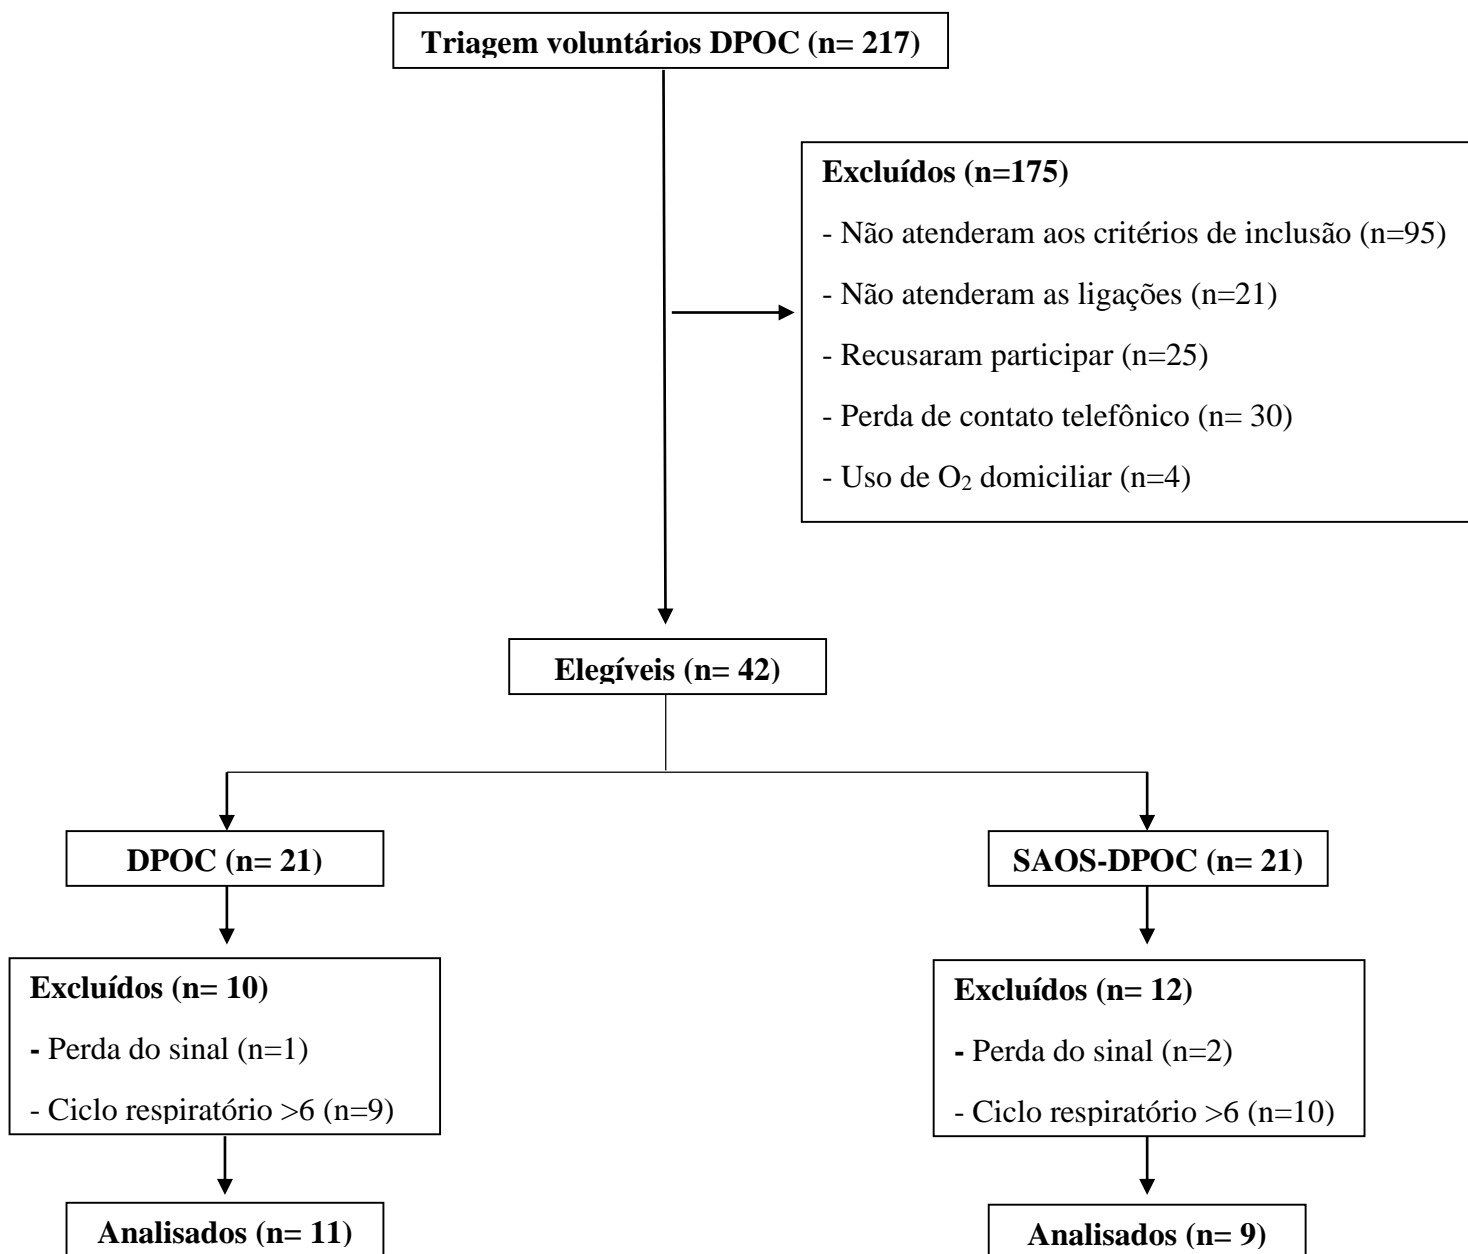 Triagem voluntários DPOC (n= 217)
Excluídos (n=175)
- Não atenderam aos critérios de inclusão (n=95)
- Não atenderam as ligações (n=21)
- Recusaram participar (n=25)
- Perda de contato telefônico (n= 30)
- Uso de O₂ domiciliar (n=4)
Elegíveis (n= 42)
DPOC (n= 21)
SAOS-DPOC (n= 21)
Excluídos (n= 10)
- Perda do sinal (n=1)
- Ciclo respiratório >6 (n=9)
Excluídos (n= 12)
- Perda do sinal (n=2)
- Ciclo respiratório >6 (n=10)
Analisados (n= 11)
Analisados (n= 9)